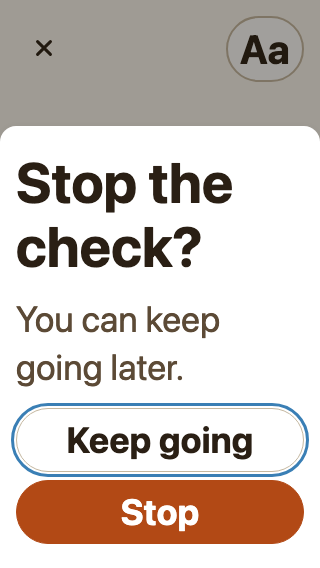 ×
Aa
Stop the
check?
You can keep
going later.
Keep going
Stop